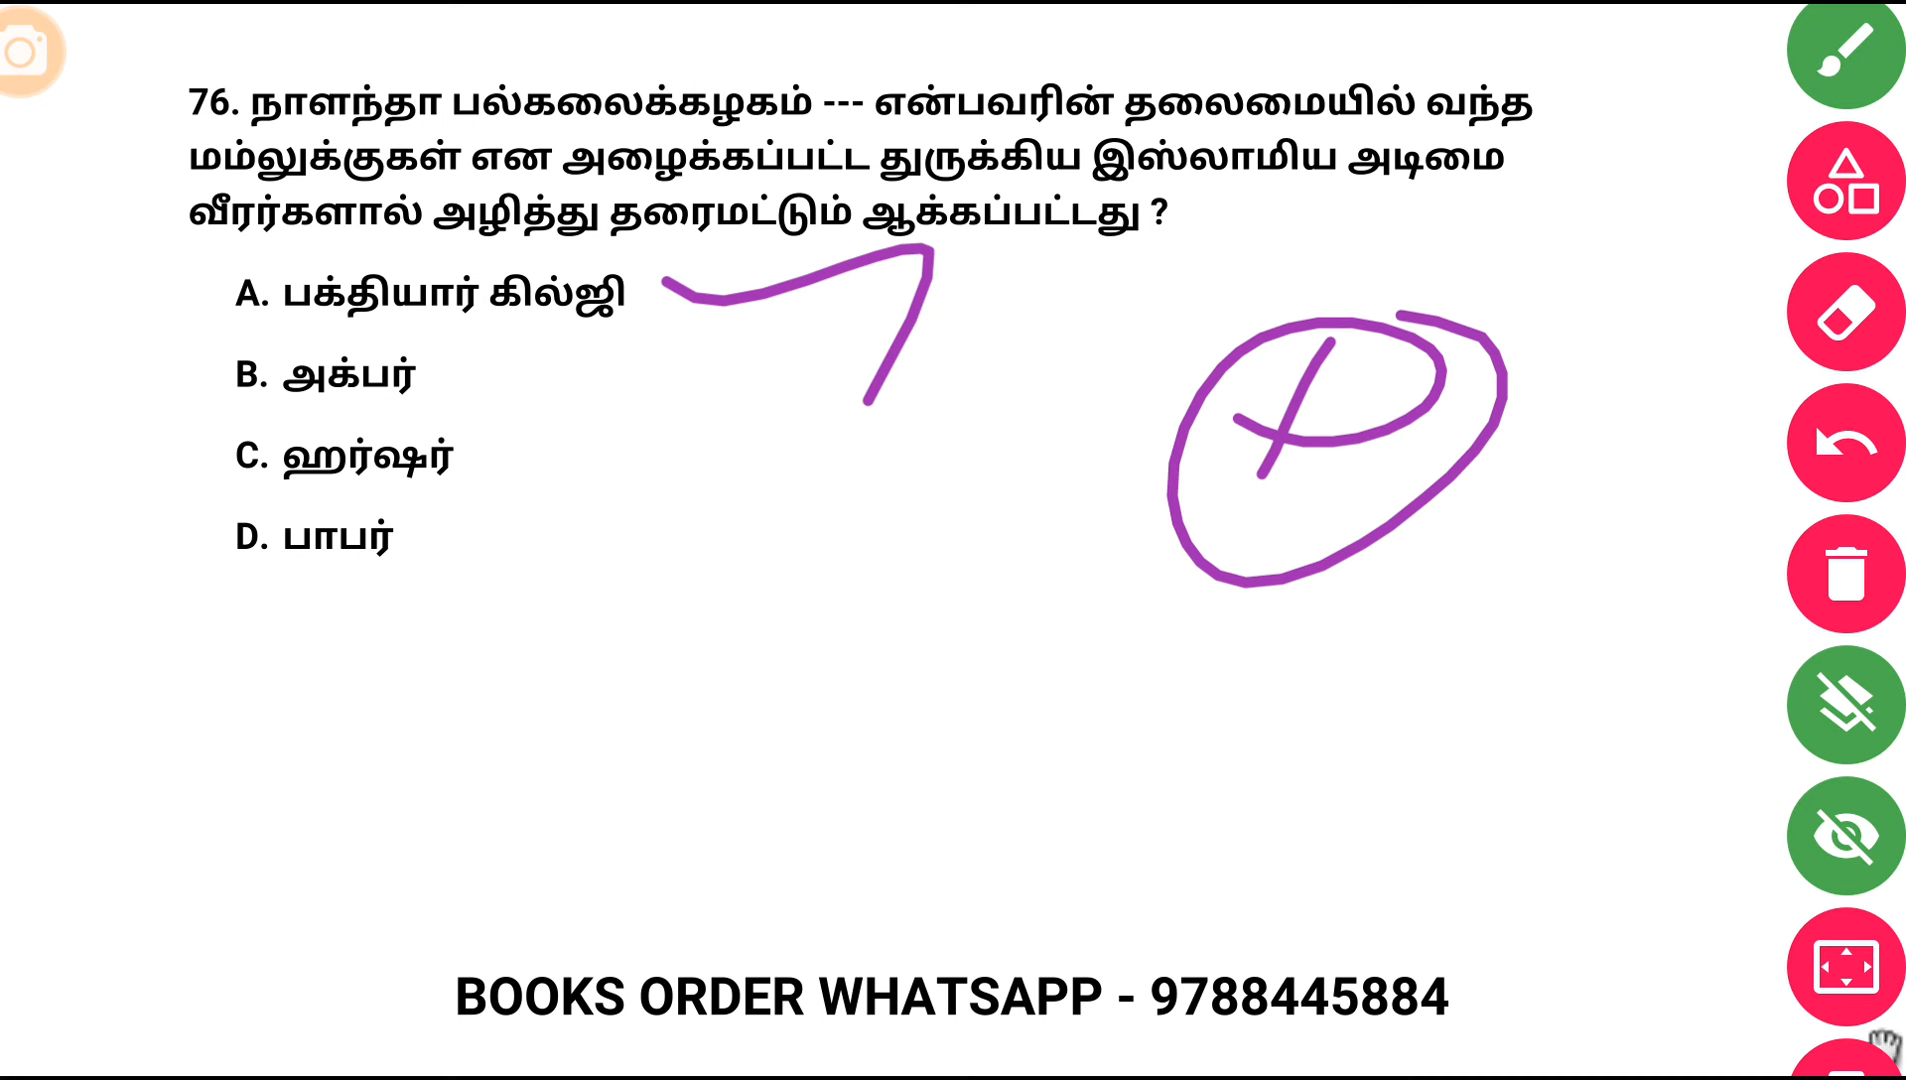 76. நாளந்தா பல்கலைக்கழகம் --- என்பவரின் தலைமையில் வந்த
மம்லுக்குகள் என அழைக்கப்பட்ட துருக்கிய இஸ்லாமிய அடிமை
வீரர்களால் அழித்து தரைமட்டும் ஆக்கப்பட்டது ?
A. பக்தியார் கில்ஜி
B. அக்பர்
C. ஹர்ஷர்
D. பாபர்
BOOKS ORDER WHATSAPP - 9788445884